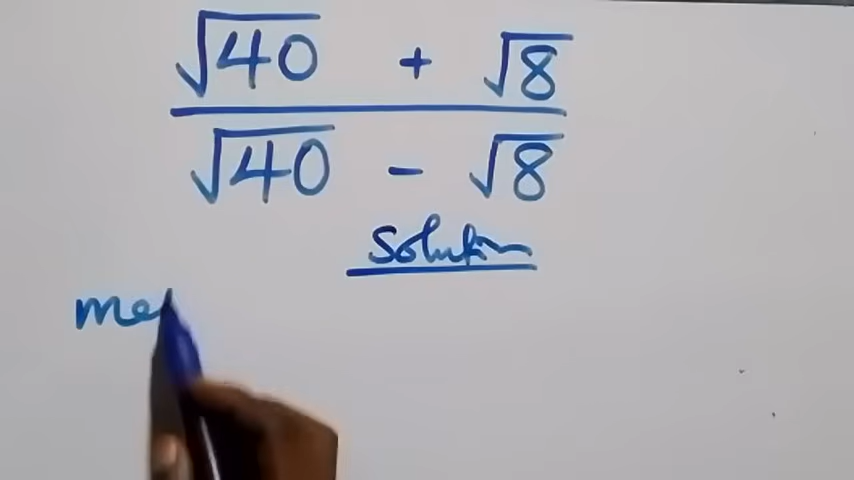 √40 + √8
√40 - √8
Solution
me